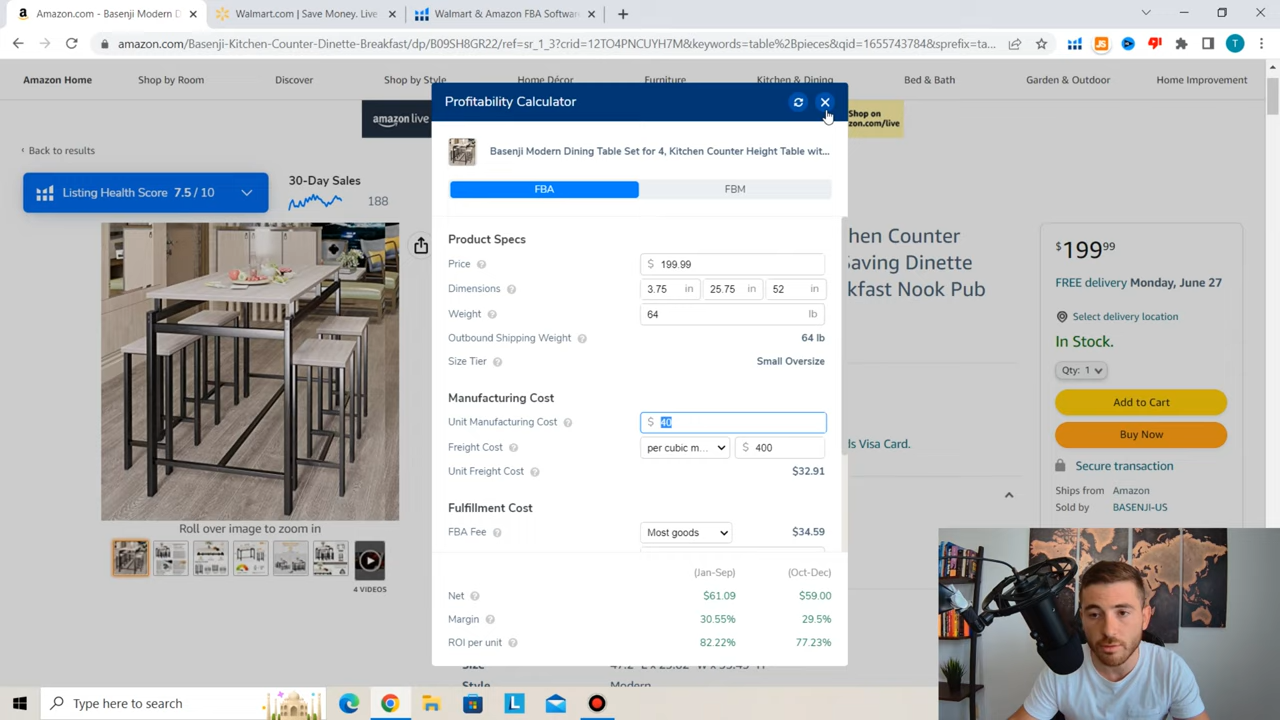 Amazon.com - Basenji Modern D
Walmart.com | Save Money. Live
Walmart & Amazon FBA Softwar
amazon.com/Basenji-Kitchen-Counter-Dinette-Breakfast/dp/B09SH8GR22/ref=sr_1_3?crid=12TO4PNCUYH7M&keywords=table%2Bpieces&qid=1655743784&sprefix=ta...
T
Amazon Home
Shop by Room
Discover
Shop by Style
Home Décor
Furniture
Kitchen & Dining
Bed & Bath
Garden & Outdoor
Home Improvement
amazon live
Shop on
zon.com/live
‹ Back to results
Listing Health Score 7.5 / 10
30-Day Sales
188
Roll over image to zoom in
4 VIDEOS
Profitability Calculator
Basenji Modern Dining Table Set for 4, Kitchen Counter Height Table wit...
FBA
FBM
Product Specs
Price
$ 199.99
Dimensions
3.75 in
25.75 in
52 in
Weight
64 lb
Outbound Shipping Weight
64 lb
Size Tier
Small Oversize
Manufacturing Cost
Unit Manufacturing Cost
$ 40
Freight Cost
per cubic m...
$ 400
Unit Freight Cost
$32.91
Fulfillment Cost
FBA Fee
Most goods
$34.59
(Jan-Sep)
(Oct-Dec)
Net
$61.09
$59.00
Margin
30.55%
29.5%
ROI per unit
82.22%
77.23%
Size
47.2"L x 23.62"W x 35.43"H
Style
Modern
hen Counter
Saving Dinette
kfast Nook Pub
ds Visa Card.
$199.99
FREE delivery Monday, June 27
Select delivery location
In Stock.
Qty: 1
Add to Cart
Buy Now
Secure transaction
Ships from Amazon
Sold by BASENJI-US
Type here to search
L